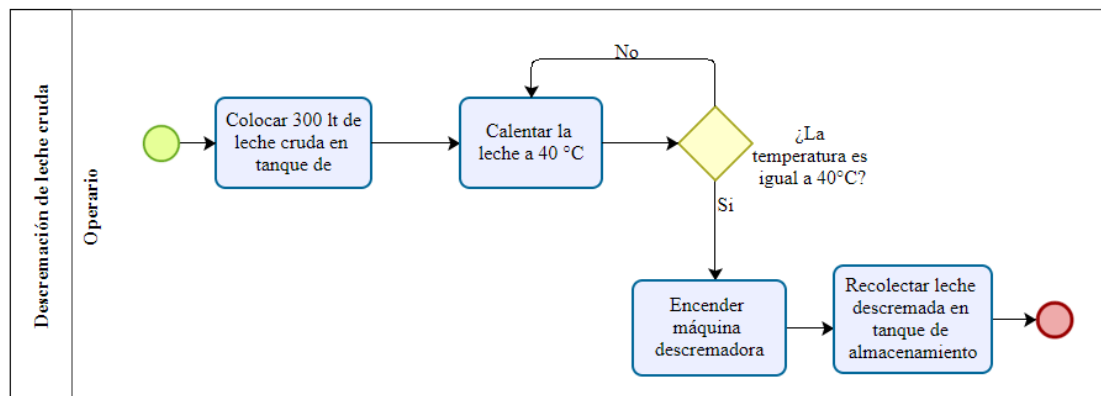 Descremación de leche cruda
Operario
Colocar 300 lt de
leche cruda en
tanque de
Calentar la
leche a 40 °C
No
¿La
temperatura es
igual a 40°C?
Si
Encender
máquina
descremadora
Recolectar leche
descremada en
tanque de
almacenamiento